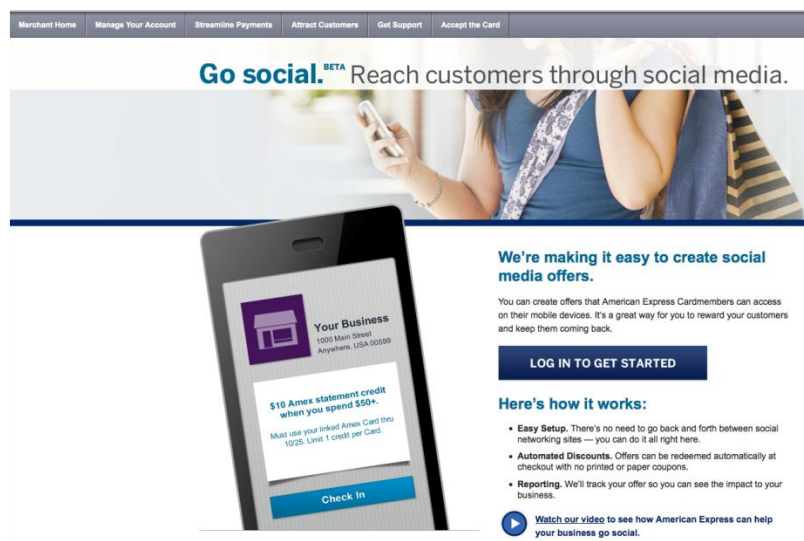 Merchant Home Manage Your Account Streamline Payments Attract Customers Get Support Accept the Card
Go social.BETA Reach customers through social media.
Your Business
1000 Main Street
Anywhere, USA 00599
$10 Amex statement credit
when you spend $50+.
Must use your linked Amex Card thru
10/25. Limit 1 credit per Card.
Check In
We're making it easy to create social
media offers.
You can create offers that American Express Cardmembers can access
on their mobile devices. It's a great way for you to reward your customers
and keep them coming back.
LOG IN TO GET STARTED
Here's how it works:
• Easy Setup. There's no need to go back and forth between social
networking sites — you can do it all right here.
• Automated Discounts. Offers can be redeemed automatically at
checkout with no printed or paper coupons.
• Reporting. We'll track your offer so you can see the impact to your
business.
Watch our video to see how American Express can help
your business go social.